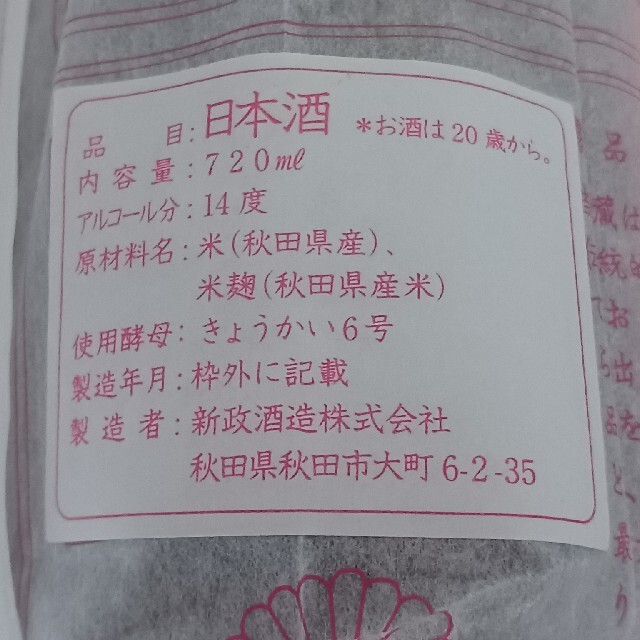 品目:日本酒 *お酒は20歳から。
内容量:720ml
アルコール分:14度
原材料名:米(秋田県産)、
米麹(秋田県産米)
使用酵母:きょうかい6号
製造年月:枠外に記載
製造者:新政酒造株式会社
秋田県秋田市大町6-2-35